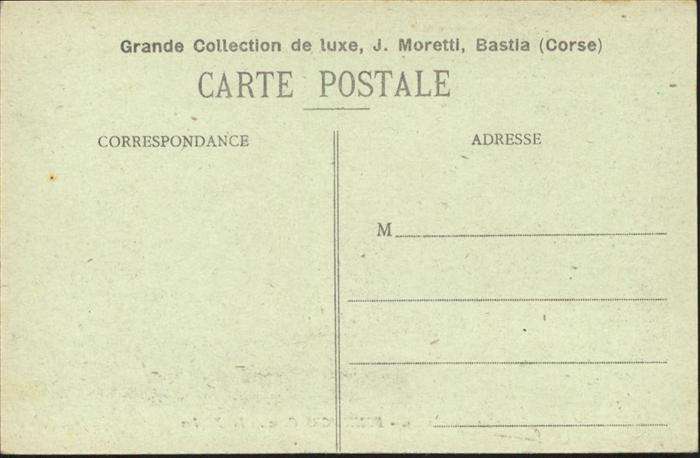 Grande Collection de luxe, J. Moretti, Bastia (Corse)
CARTE POSTALE
CORRESPONDANCE
ADRESSE
M